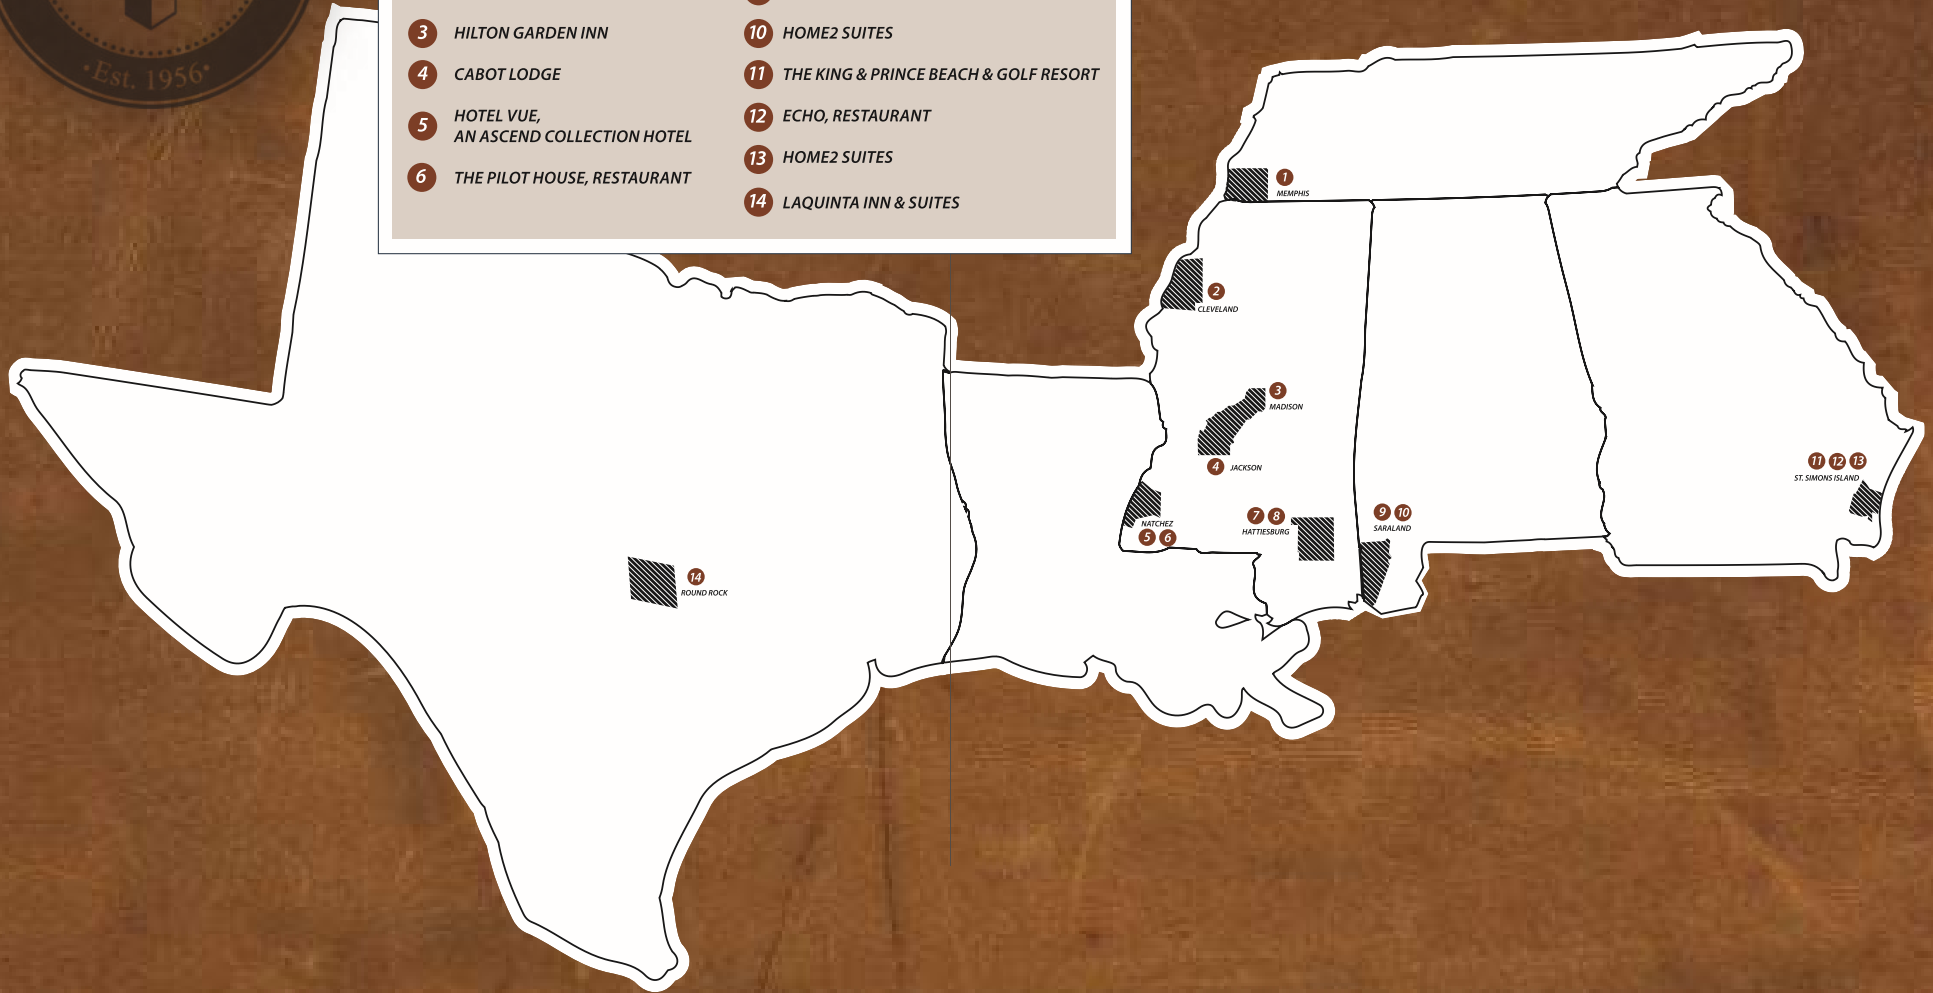 •Est. 1956•
3 HILTON GARDEN INN
4 CABOT LODGE
5 HOTEL VUE,
AN ASCEND COLLECTION HOTEL
6 THE PILOT HOUSE, RESTAURANT
10 HOME2 SUITES
11 THE KING & PRINCE BEACH & GOLF RESORT
12 ECHO, RESTAURANT
13 HOME2 SUITES
14 LAQUINTA INN & SUITES
1
MEMPHIS
2
CLEVELAND
3
MADISON
4 JACKSON
NATCHEZ
5 6
7 8
HATTIESBURG
9 10
SARALAND
11 12 13
ST. SIMONS ISLAND
14
ROUND ROCK